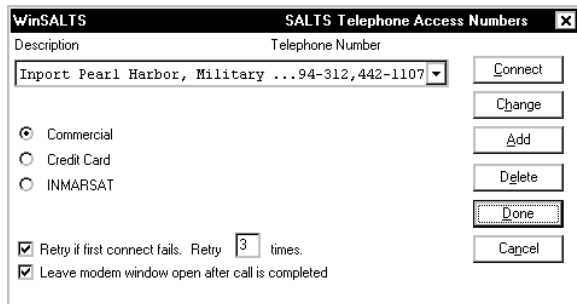 WinSALTS SALTS Telephone Access Numbers
Description Telephone Number
Inport Pearl Harbor, Military ...94-312,442-1107
Connect
Change
Commercial
Add
Credit Card
INMARSAT
Delete
Done
Retry if first connect fails. Retry 3 times.
Cancel
Leave modem window open after call is completed